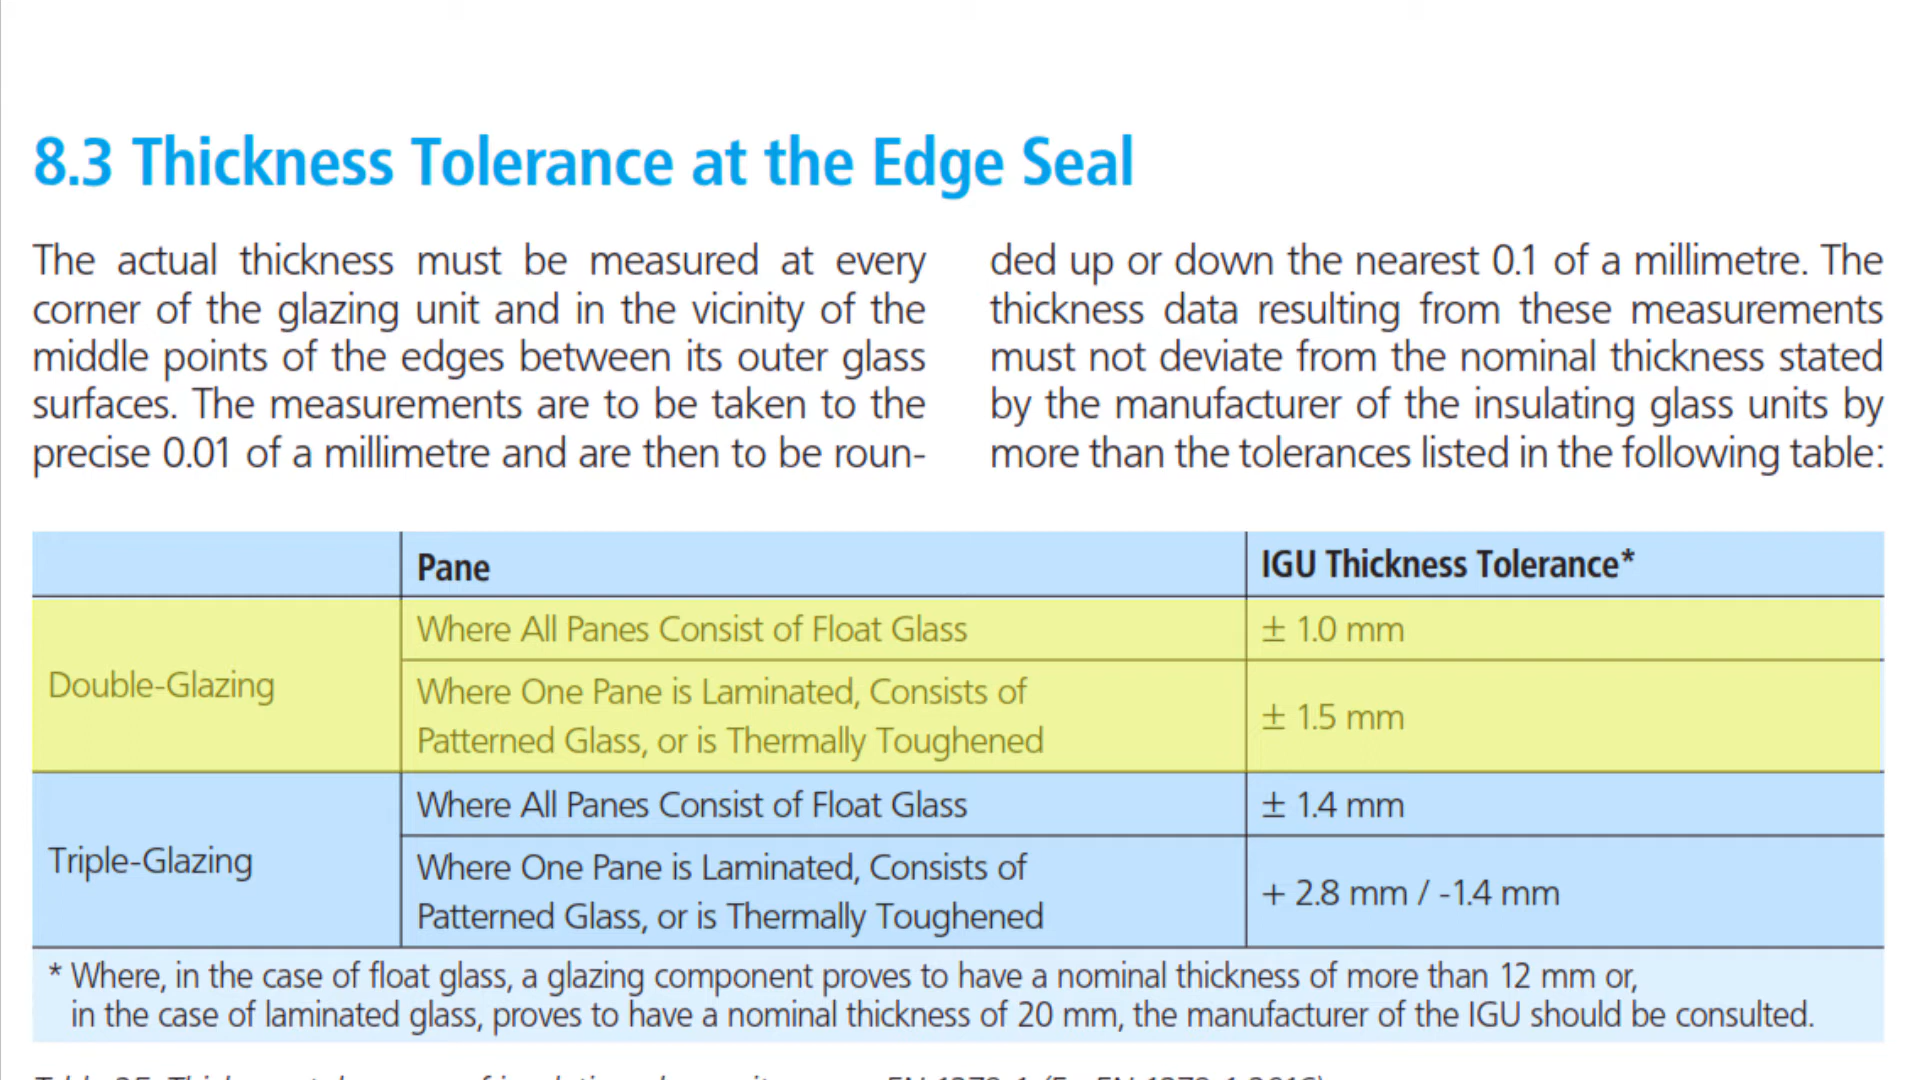 8.3 Thickness Tolerance at the Edge Seal
The actual thickness must be measured at every
corner of the glazing unit and in the vicinity of the
middle points of the edges between its outer glass
surfaces. The measurements are to be taken to the
precise 0.01 of a millimetre and are then to be roun-
ded up or down the nearest 0.1 of a millimetre. The
thickness data resulting from these measurements
must not deviate from the nominal thickness stated
by the manufacturer of the insulating glass units by
more than the tolerances listed in the following table:
Pane
IGU Thickness Tolerance*
Double-Glazing
Where All Panes Consist of Float Glass
± 1.0 mm
Where One Pane is Laminated, Consists of
Patterned Glass, or is Thermally Toughened
± 1.5 mm
Triple-Glazing
Where All Panes Consist of Float Glass
± 1.4 mm
Where One Pane is Laminated, Consists of
Patterned Glass, or is Thermally Toughened
+ 2.8 mm / -1.4 mm
* Where, in the case of float glass, a glazing component proves to have a nominal thickness of more than 12 mm or,
in the case of laminated glass, proves to have a nominal thickness of 20 mm, the manufacturer of the IGU should be consulted.